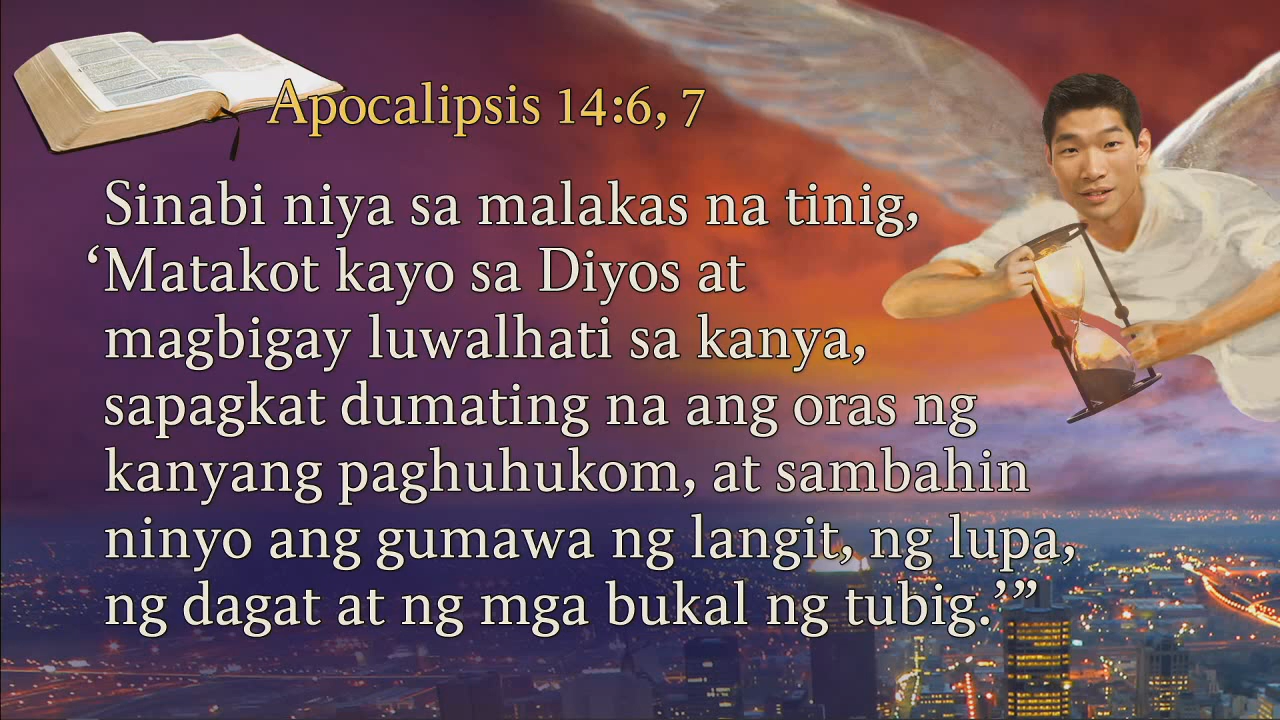 Apocalipsis 14:6, 7
Sinabi niya sa malakas na tinig,
‘Matakot kayo sa Diyos at
magbigay luwalhati sa kanya,
sapagkat dumating na ang oras ng
kanyang paghuhukom, at sambahin
ninyo ang gumawa ng langit, ng lupa,
ng dagat at ng mga bukal ng tubig.’”